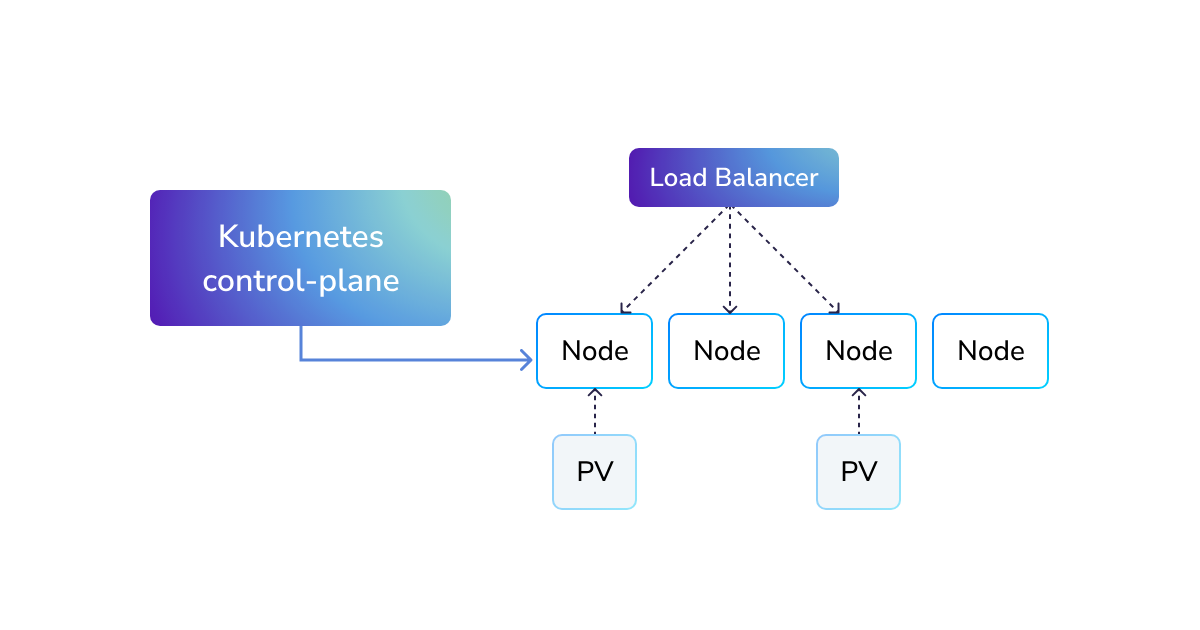 Load Balancer
Kubernetes
control-plane
Node
Node
Node
Node
PV
PV